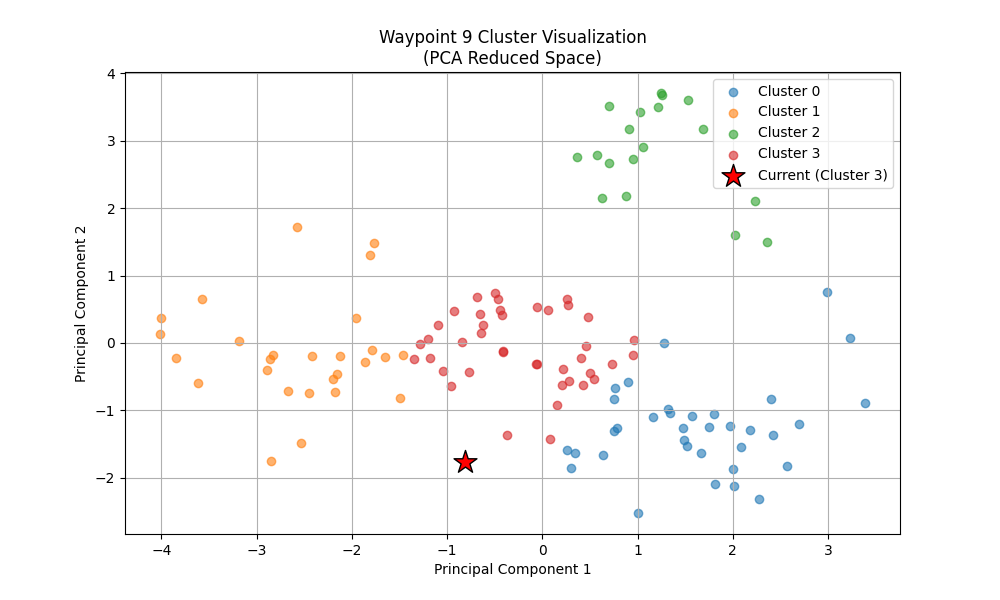 Waypoint 9 Cluster Visualization
(PCA Reduced Space)
Cluster 0
Cluster 1
Cluster 2
Cluster 3
Current (Cluster 3)
Principal Component 2
4
3
2
1
0
−1
−2
−4 −3 −2 −1 0 1 2 3
Principal Component 1